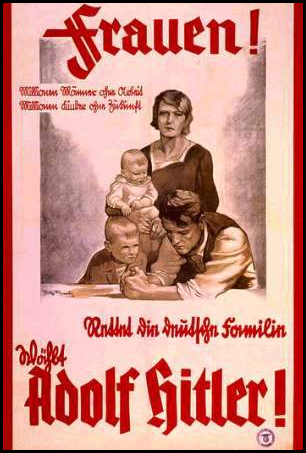 Frauen!
Millionen Männer ohne Arbeit
Millionen Kinder ohne Zukunft
Rettet die deutsche Familie
Wählt
Adolf Hitler!